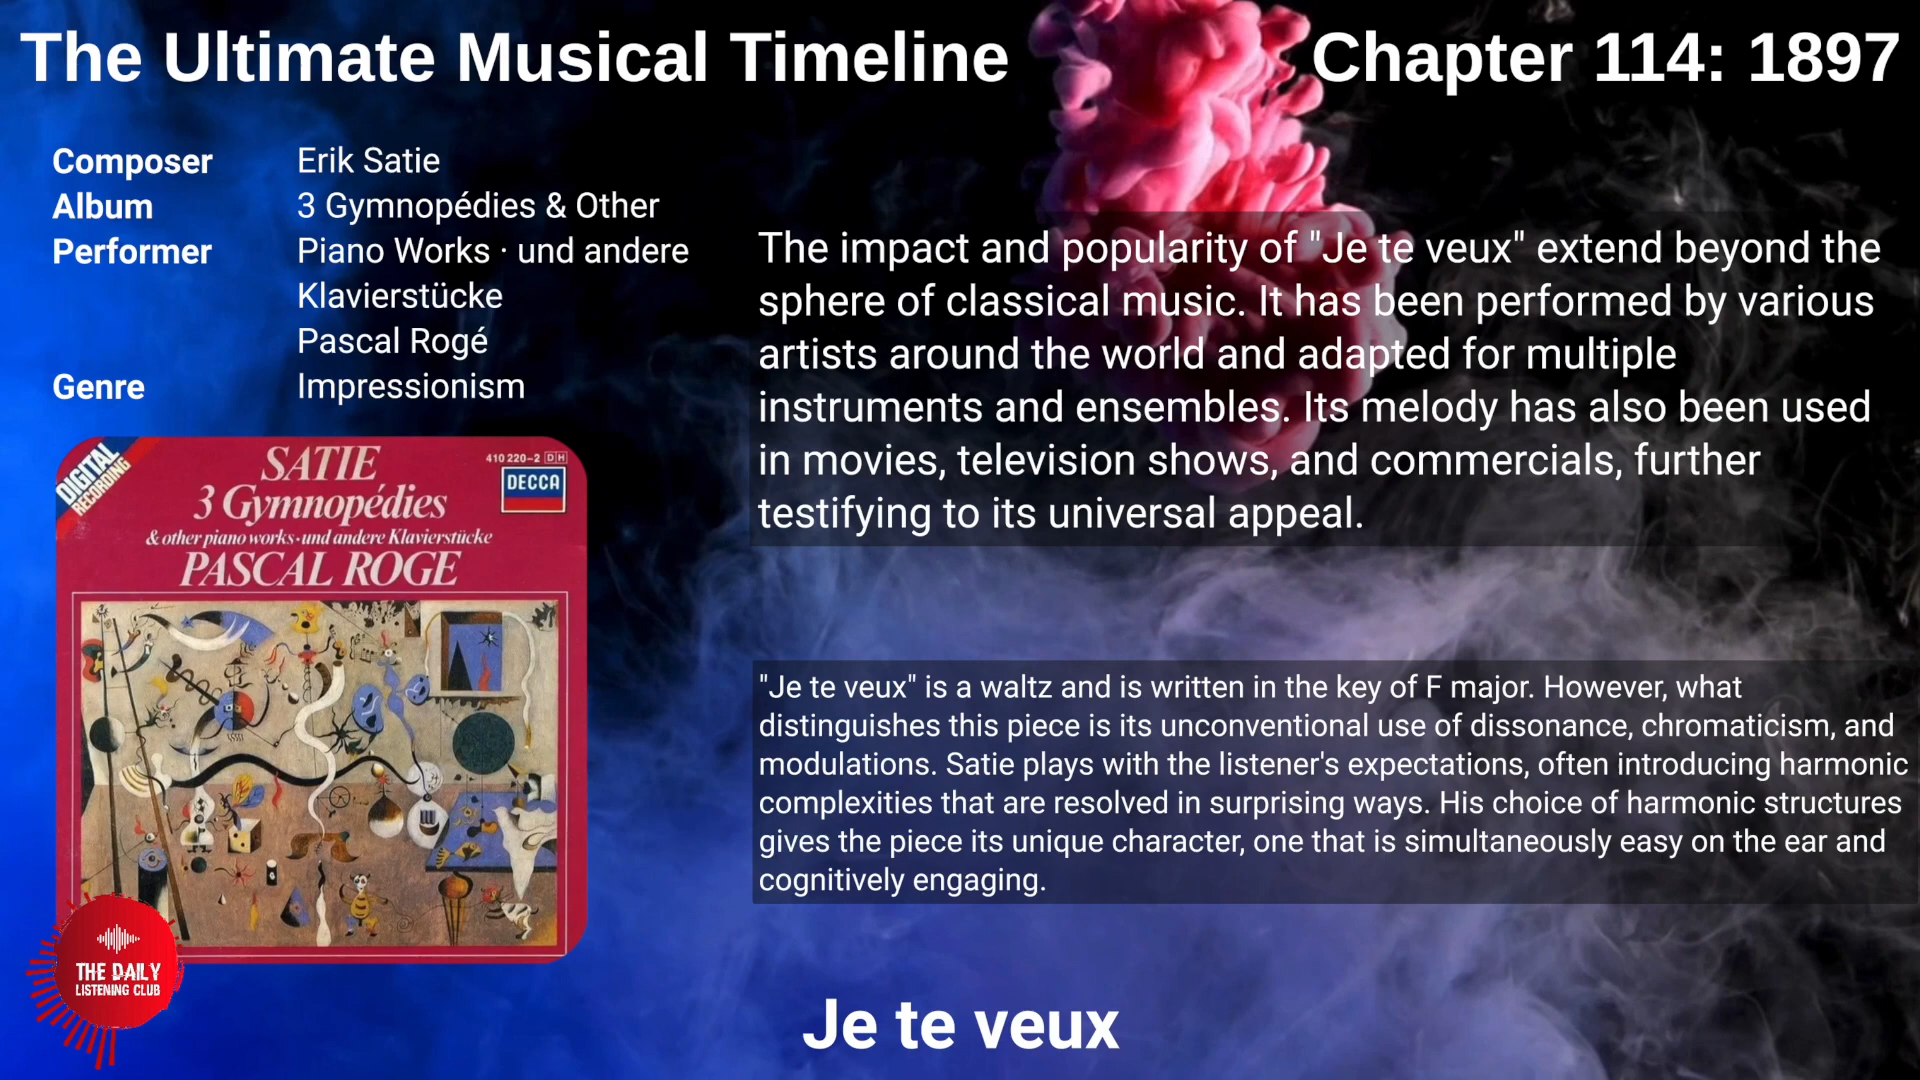 The Ultimate Musical Timeline
Chapter 114: 1897
Composer Erik Satie
Album 3 Gymnopédies & Other
Performer Piano Works · und andere
Klavierstücke
Pascal Rogé
Genre Impressionism
The impact and popularity of "Je te veux" extend beyond the
sphere of classical music. It has been performed by various
artists around the world and adapted for multiple
instruments and ensembles. Its melody has also been used
in movies, television shows, and commercials, further
testifying to its universal appeal.
DIGITAL
RECORDING
SATIE
410 220-2 DH
DECCA
3 Gymnopédies
& other piano works·und andere Klavierstücke
PASCAL ROGE
"Je te veux" is a waltz and is written in the key of F major. However, what
distinguishes this piece is its unconventional use of dissonance, chromaticism, and
modulations. Satie plays with the listener's expectations, often introducing harmonic
complexities that are resolved in surprising ways. His choice of harmonic structures
gives the piece its unique character, one that is simultaneously easy on the ear and
cognitively engaging.
THE DAILY
LISTENING CLUB
Je te veux